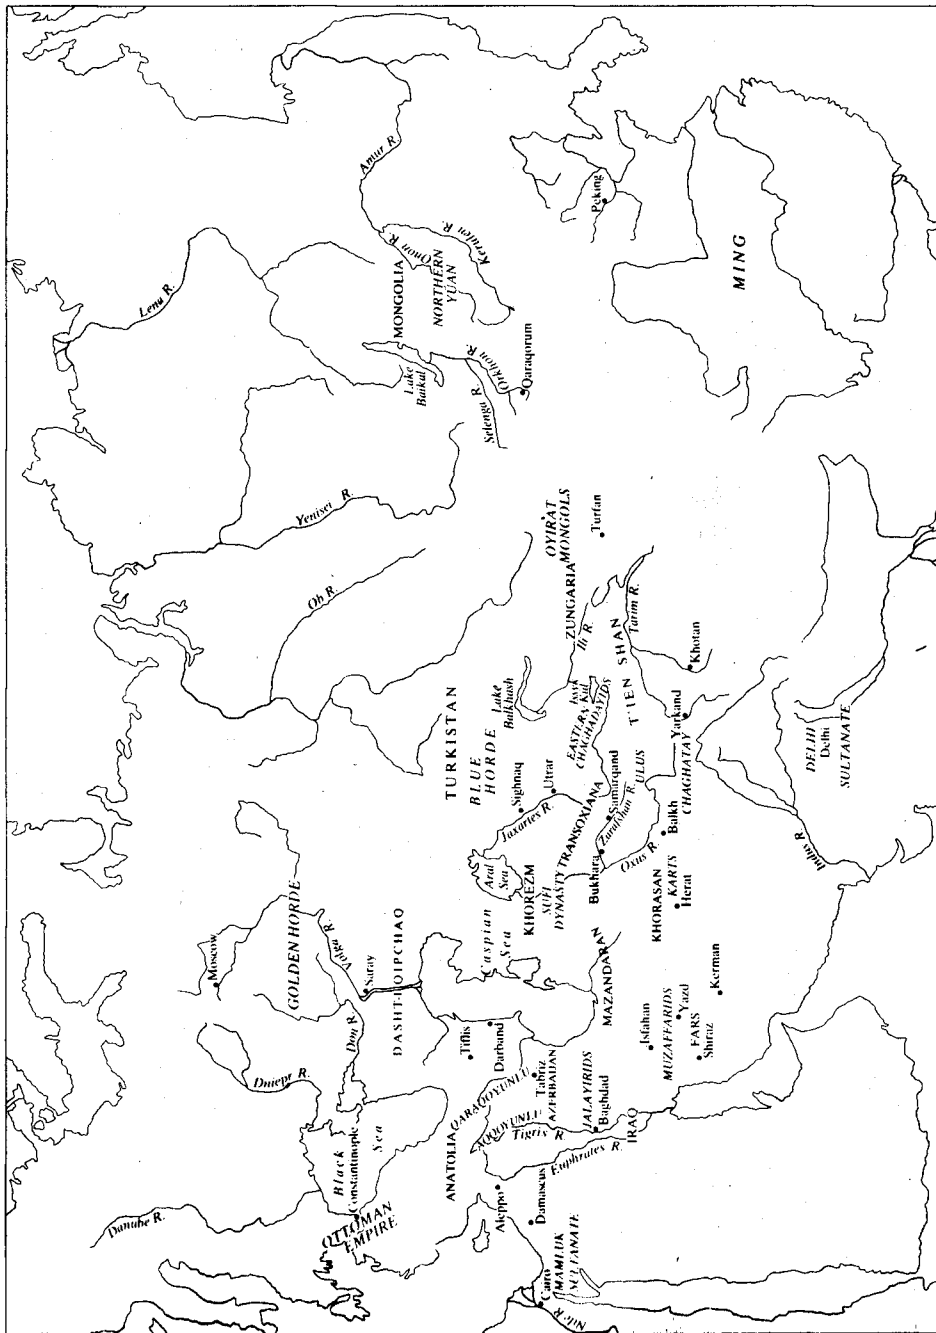 Lena R.
Amur R.
Onon R.
Kerulen R.
MONGOLIA
NORTHERN
YUAN
Lake
Baikal
Selenga R.
Orkhon R.
Qaraqorum
Peking
MING
Yenisei R.
Ob R.
OYIRAT
MONGOLS
Turfan
ZUNGARIA
Ili R.
Tarim R.
T'IEN SHAN
Khotan
TURKISTAN
BLUE
HORDE
Lake
Balkhash
Issyk
Kul
EASTERN
CHAGHADAYIDS
Yarkand
Sighnaq
Utrar
Jaxartes R.
TRANSOXIANA
Samarqand
Zarafshan R.
ULUS
CHAGHATAY
Balkh
Bukhara
Oxus R.
DELHI
Delhi
SULTANATE
Indus R.
Moscow
GOLDEN HORDE
Volga R.
Saray
DASHT-I QIPCHAQ
Don R.
Dniepr R.
Aral
Sea
KHOREZM
SUFI
DYNASTY
Caspian
Sea
KHORASAN
KARTS
Herat
MAZANDARAN
Kerman
Isfahan
Yazd
MUZAFFARIDS
FARS
Shiraz
Tiflis
Darband
Tabriz
AZERBAIJAN
QARAQOYUNLU
AQQOYUNLU
JALAYIRIDS
Baghdad
Tigris R.
IRAQ
Euphrates R.
ANATOLIA
Black
Sea
Constantinople
Danube R.
OTTOMAN
EMPIRE
Aleppo
Damascus
Cairo
MAMLUK
SULTANATE
Nile R.